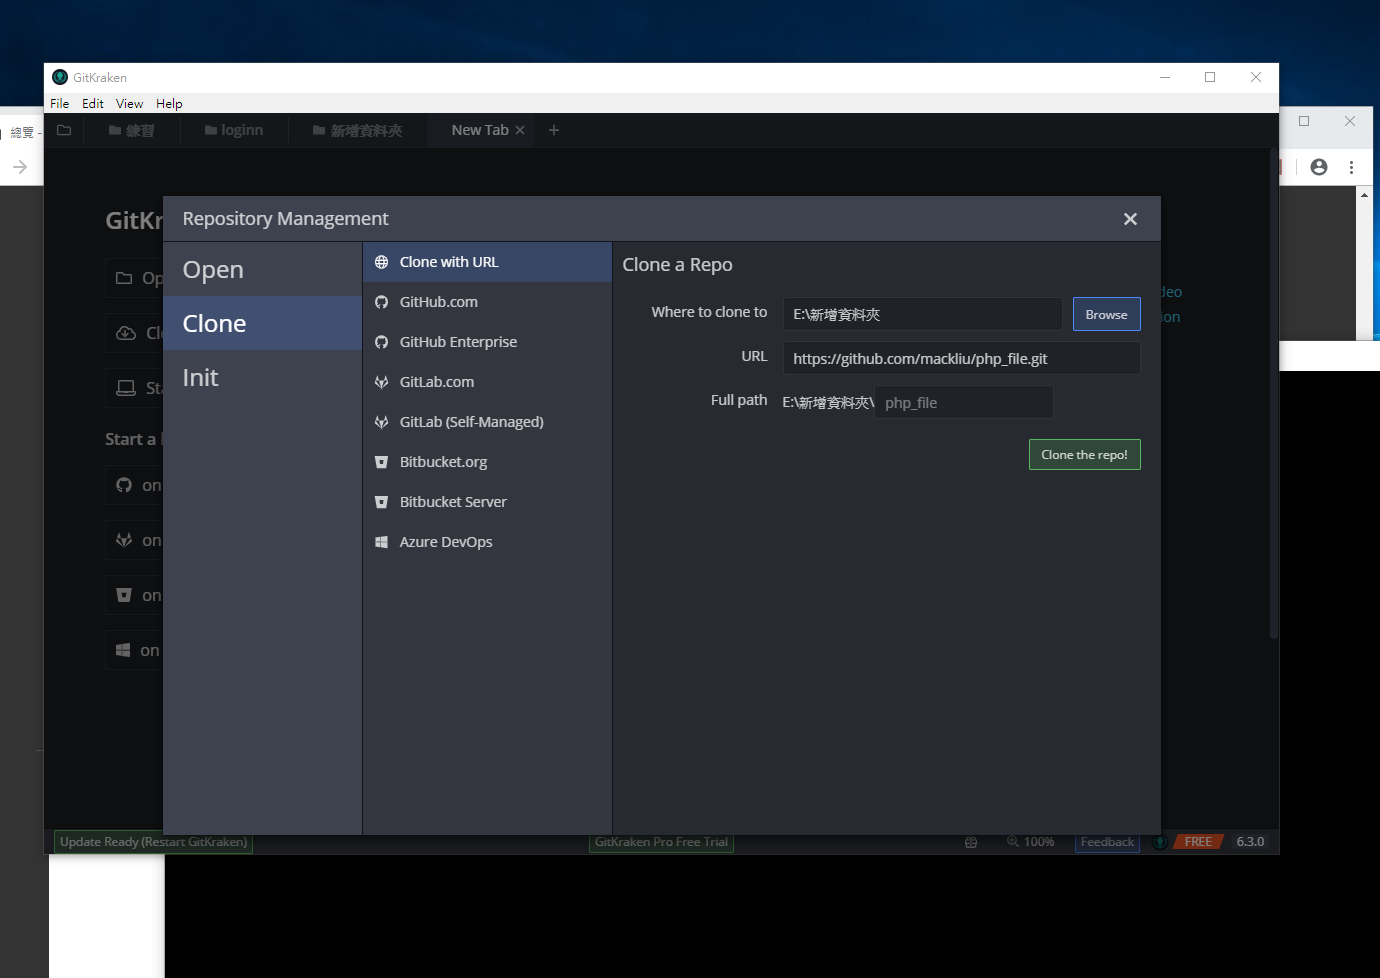 GitKraken
File Edit View Help
總覽 -
練習 loginn 新增資料夾 New Tab
GitKr
Repository Management
Open
Clone
Init
Clone with URL
GitHub.com
GitHub Enterprise
GitLab.com
GitLab (Self-Managed)
Bitbucket.org
Bitbucket Server
Azure DevOps
Clone a Repo
Where to clone to E:\新增資料夾 Browse
URL https://github.com/mackliu/php_file.git
Full path E:\新增資料夾\ php_file
Clone the repo!
Op
Cl
Sta
Start a
on
on
on
on
deo
ion
Update Ready (Restart GitKraken) GitKraken Pro Free Trial 100% Feedback FREE 6.3.0